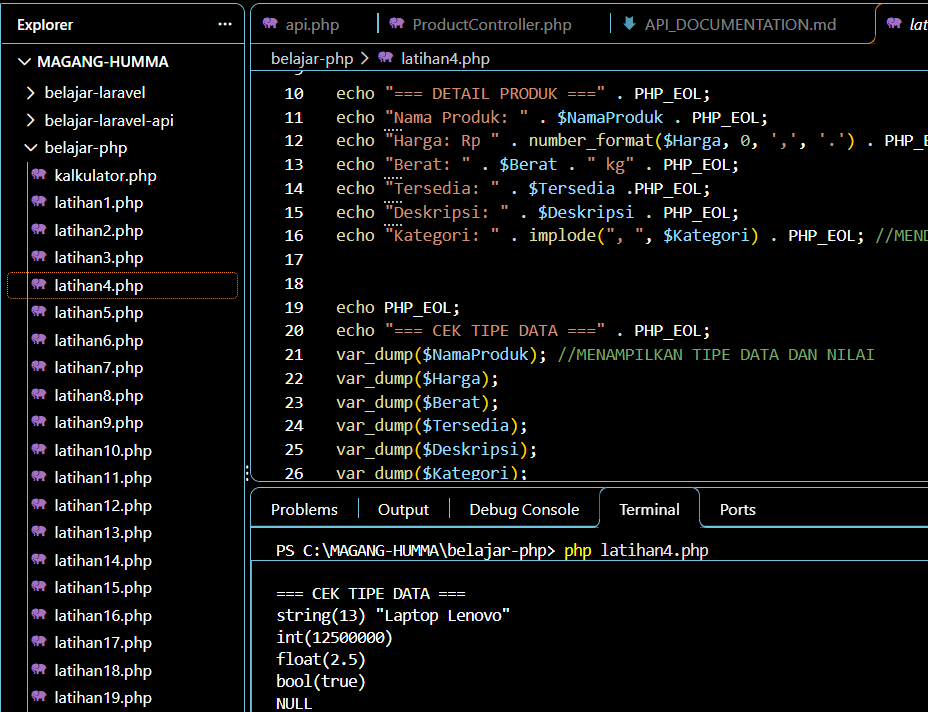 Explorer
MAGANG-HUMMA
belajar-laravel
belajar-laravel-api
belajar-php
kalkulator.php
latihan1.php
latihan2.php
latihan3.php
latihan4.php
latihan5.php
latihan6.php
latihan7.php
latihan8.php
latihan9.php
latihan10.php
latihan11.php
latihan12.php
latihan13.php
latihan14.php
latihan15.php
latihan16.php
latihan17.php
latihan18.php
latihan19.php
api.php ProductController.php API_DOCUMENTATION.md lat
belajar-php > latihan4.php
10 echo "=== DETAIL PRODUK ===" . PHP_EOL;
11 echo "Nama Produk: " . $NamaProduk . PHP_EOL;
12 echo "Harga: Rp " . number_format($Harga, 0, ',', '.') . PHP_E
13 echo "Berat: " . $Berat . " kg" . PHP_EOL;
14 echo "Tersedia: " . $Tersedia .PHP_EOL;
15 echo "Deskripsi: " . $Deskripsi . PHP_EOL;
16 echo "Kategori: " . implode(", ", $Kategori) . PHP_EOL; //MEND
17
18
19 echo PHP_EOL;
20 echo "=== CEK TIPE DATA ===" . PHP_EOL;
21 var_dump($NamaProduk); //MENAMPILKAN TIPE DATA DAN NILAI
22 var_dump($Harga);
23 var_dump($Berat);
24 var_dump($Tersedia);
25 var_dump($Deskripsi);
26 var_dump($Kategori);
Problems Output Debug Console Terminal Ports
PS C:\MAGANG-HUMMA\belajar-php> php latihan4.php
=== CEK TIPE DATA ===
string(13) "Laptop Lenovo"
int(12500000)
float(2.5)
bool(true)
NULL